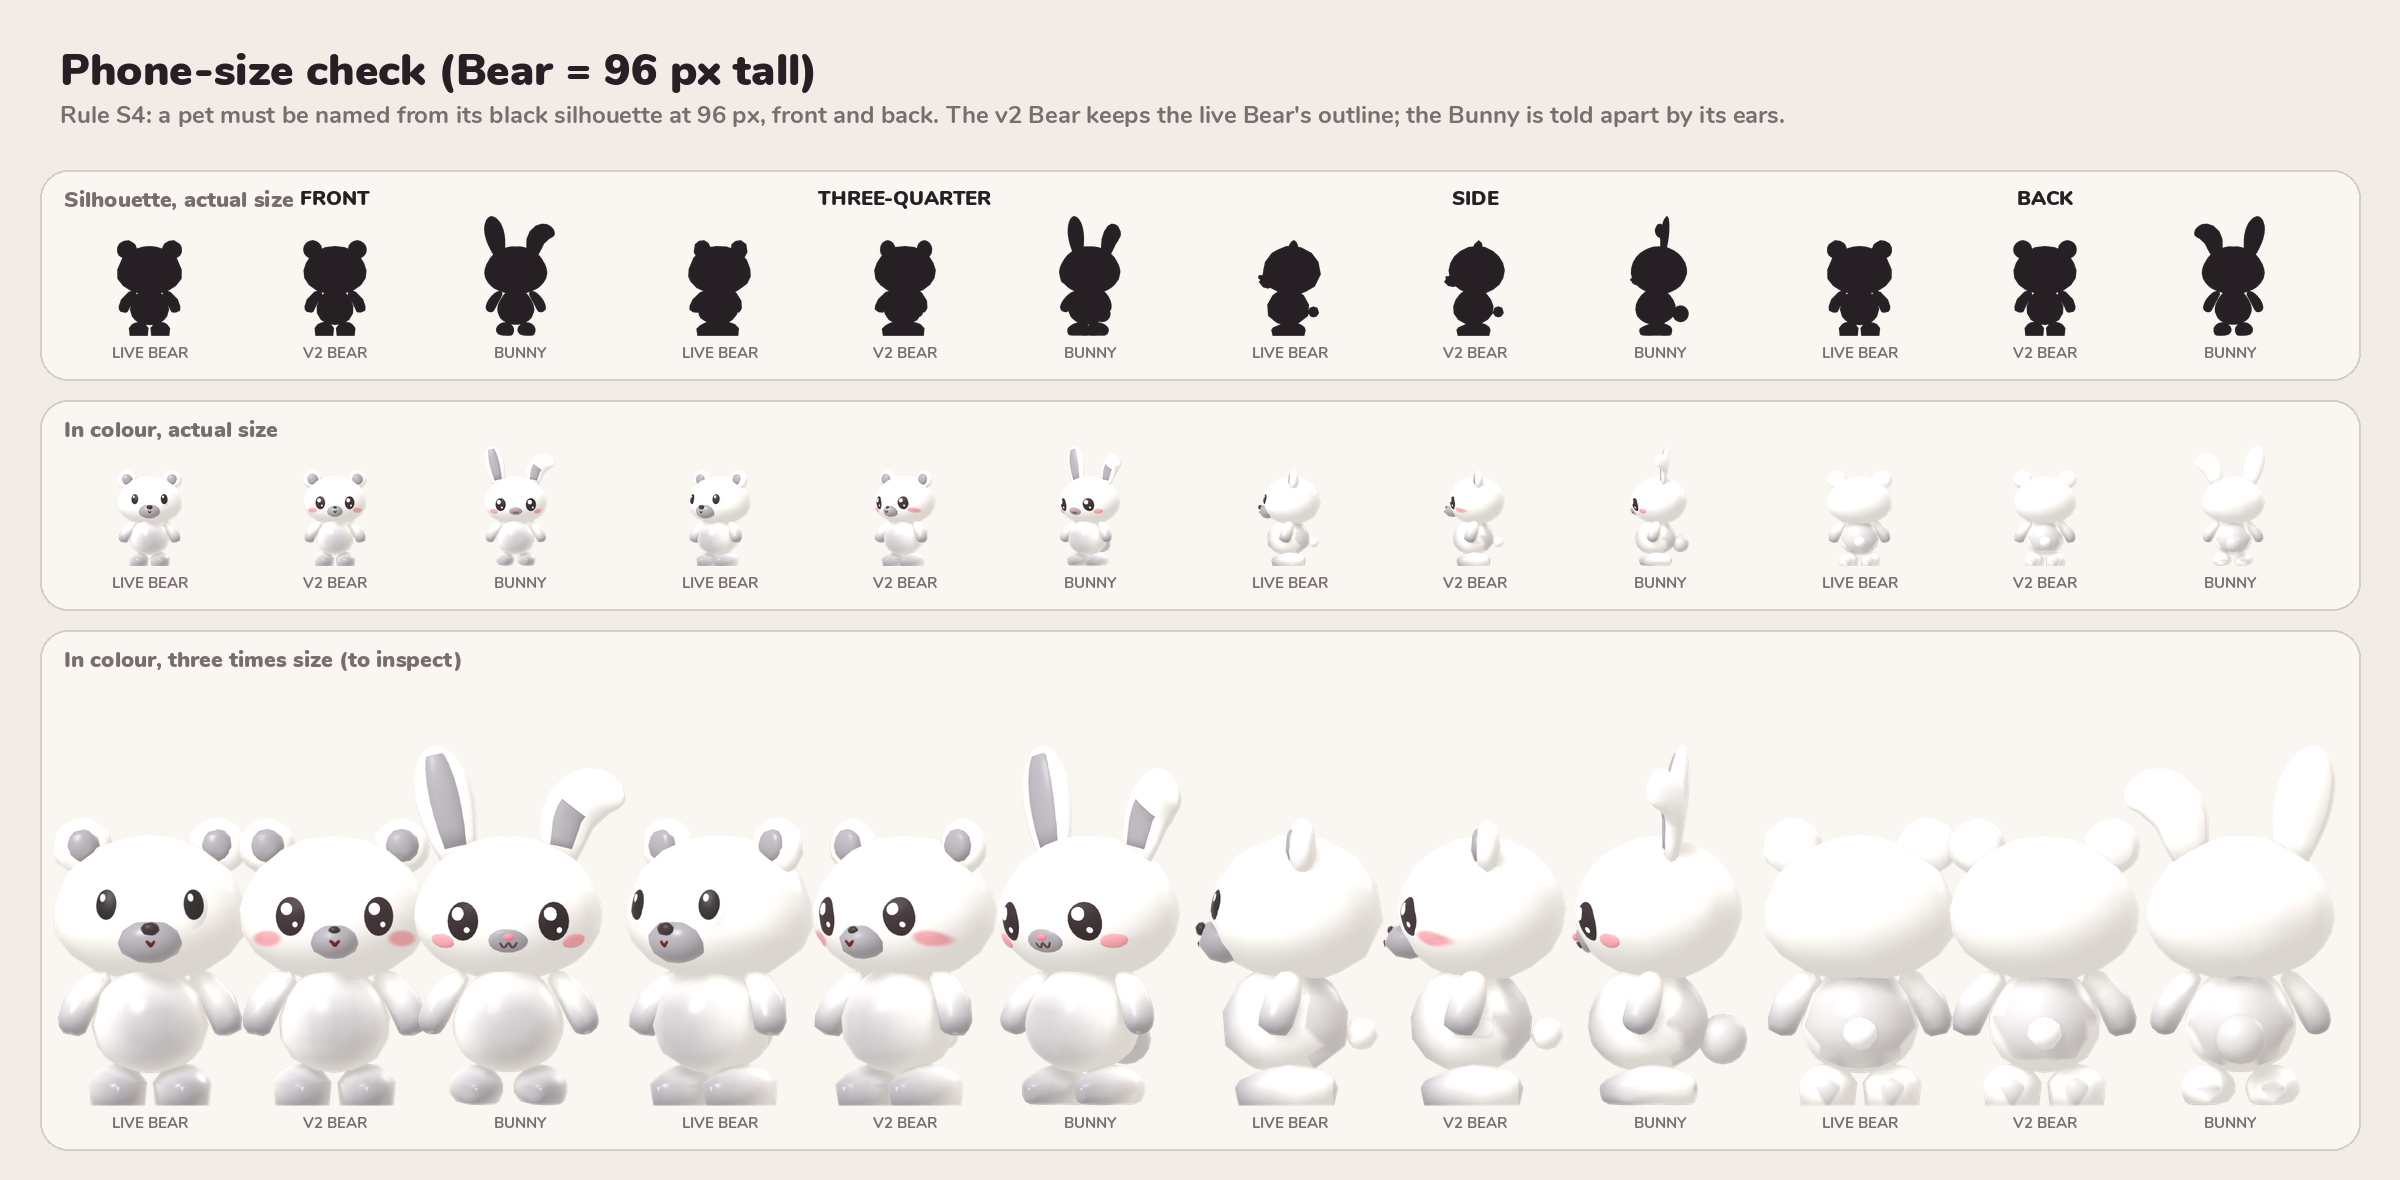 Phone-size check (Bear = 96 px tall)
Rule S4: a pet must be named from its black silhouette at 96 px, front and back. The v2 Bear keeps the live Bear's outline; the Bunny is told apart by its ears.
Silhouette, actual size FRONT THREE-QUARTER SIDE BACK
LIVE BEAR V2 BEAR BUNNY LIVE BEAR V2 BEAR BUNNY LIVE BEAR V2 BEAR BUNNY LIVE BEAR V2 BEAR BUNNY
In colour, actual size
LIVE BEAR V2 BEAR BUNNY LIVE BEAR V2 BEAR BUNNY LIVE BEAR V2 BEAR BUNNY LIVE BEAR V2 BEAR BUNNY
In colour, three times size (to inspect)
LIVE BEAR V2 BEAR BUNNY LIVE BEAR V2 BEAR BUNNY LIVE BEAR V2 BEAR BUNNY LIVE BEAR V2 BEAR BUNNY